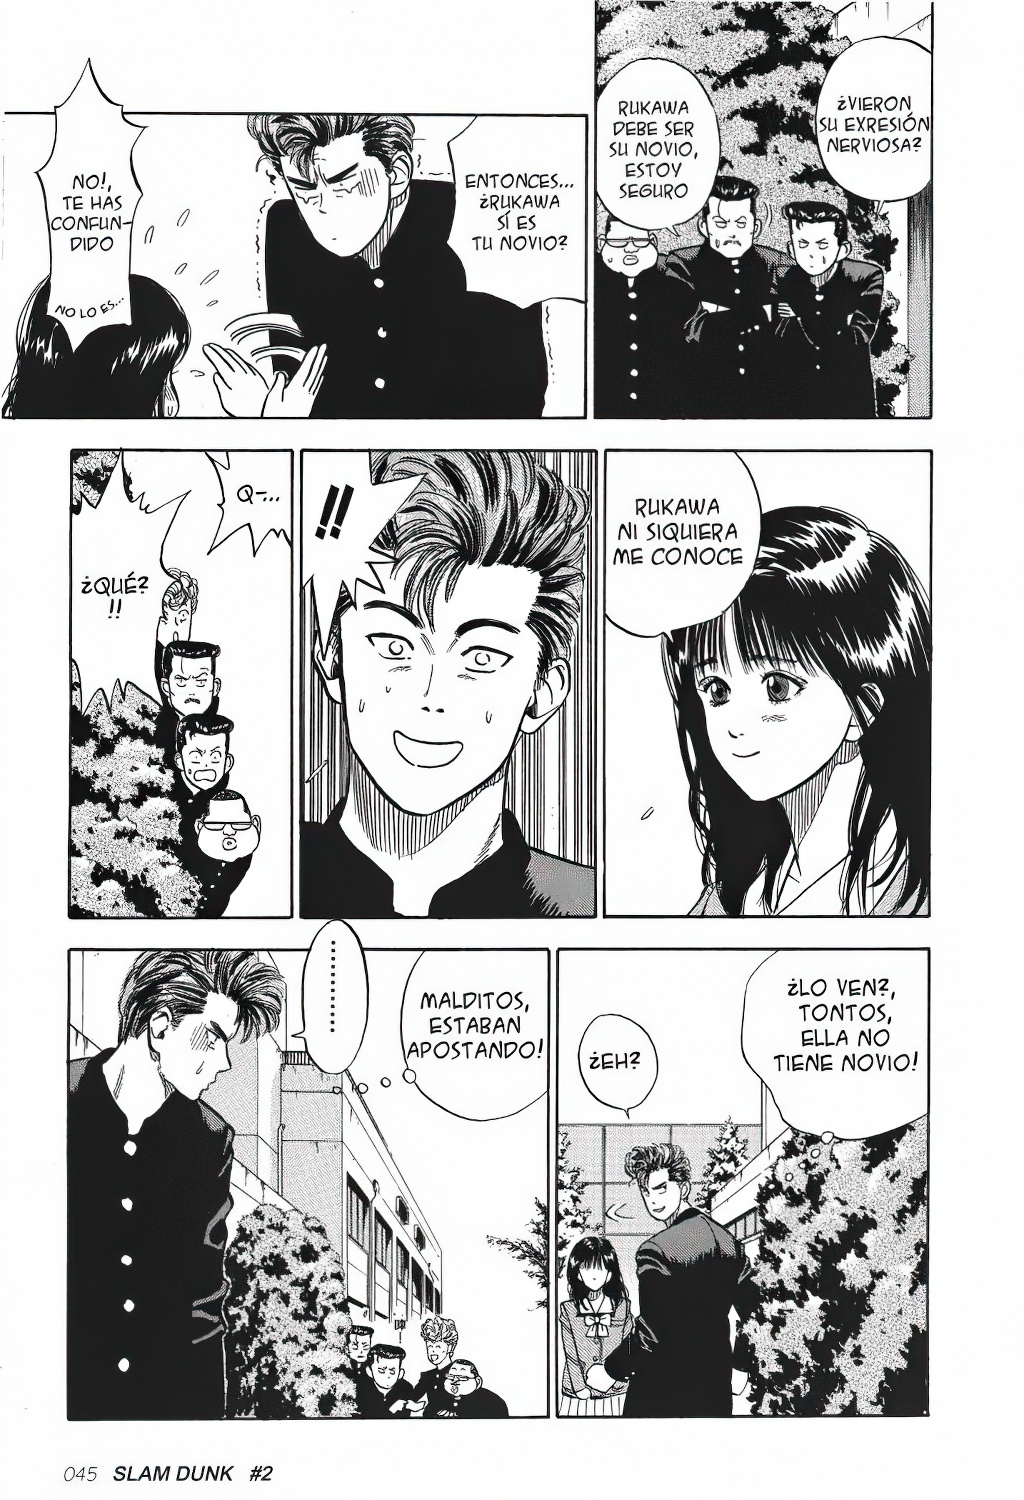 ¿VIERON
SU EXRESIÓN
NERVIOSA?
RUKAWA
DEBE SER
SU NOVIO,
ESTOY
SEGURO
ENTONCES...
¿RUKAWA
SÍ ES
TU NOVIO?
NO!,
TE HAS
CONFUN-
DIDO
NO LO ES...
RUKAWA
NI SIQUIERA
ME CONOCE
!!
Q-...
¿QUÉ?
!!
¿LO VEN?,
TONTOS,
ELLA NO
TIENE NOVIO!
¿EH?
MALDITOS,
ESTABAN
APOSTANDO!
...........
045 SLAM DUNK #2